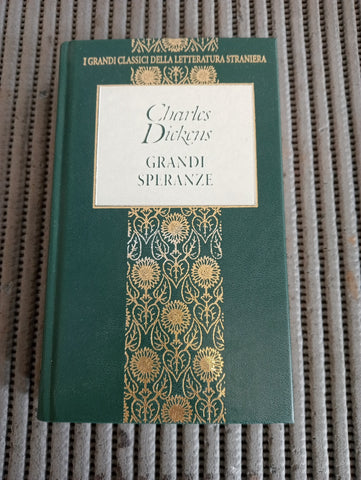 I GRANDI CLASSICI DELLA LETTERATURA STRANIERA
Charles
Dickens
GRANDI
SPERANZE